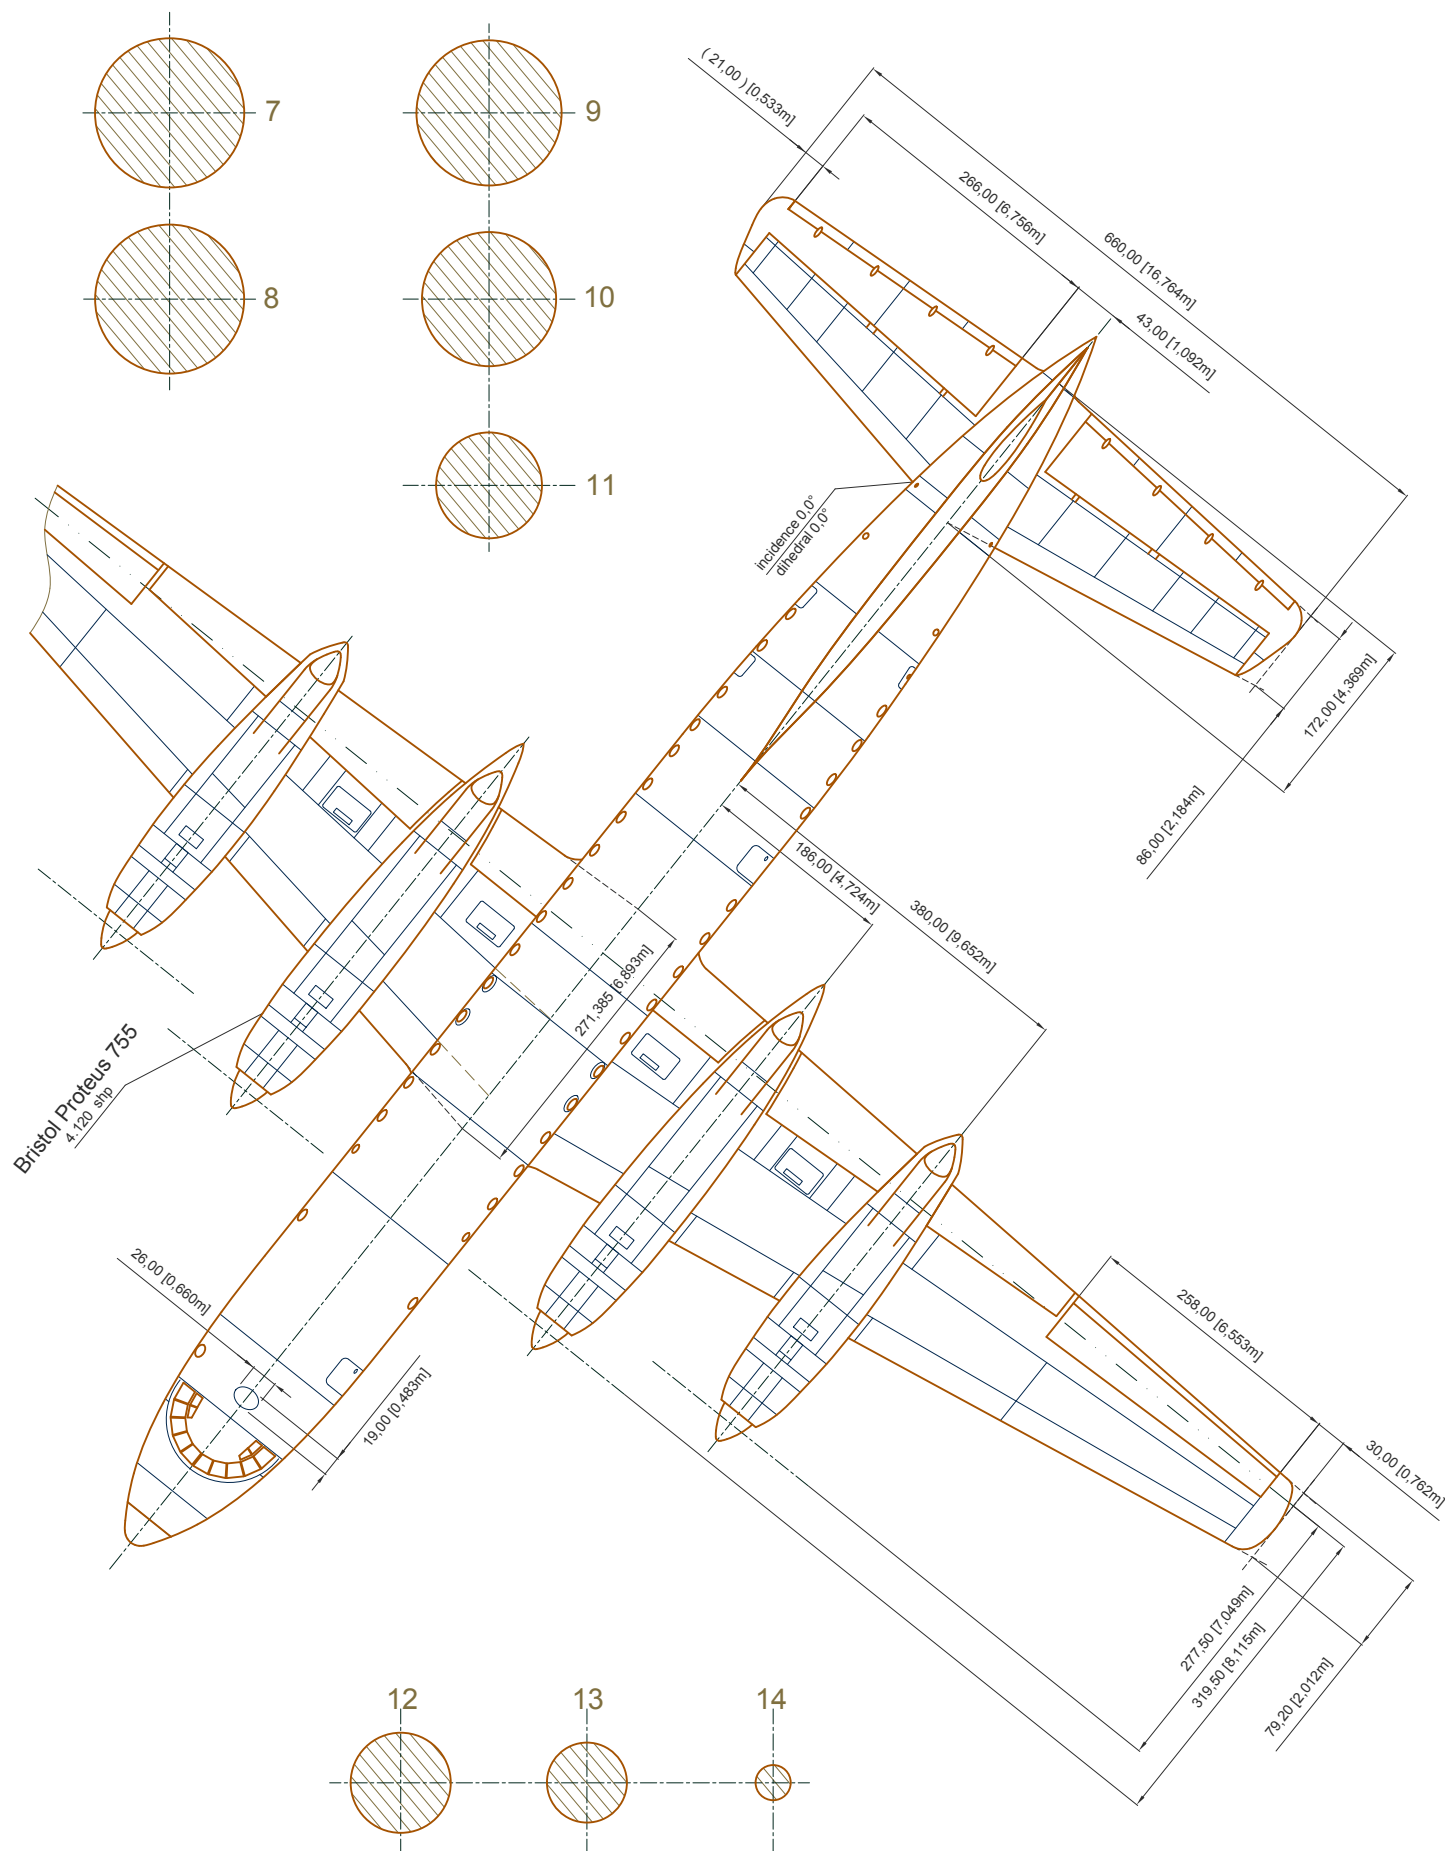 7
9
( 21,00 ) [0,533m]
266,00 [6,756m]
660,00 [16,764m]
43,00 [1,092m]
8
10
11
incidence 0,0°
dihedral 0,0°
172,00 [4,369m]
86,00 [2,184m]
186,00 [4,724m]
380,00 [9,652m]
271,385 [6,893m]
Bristol Proteus 755
4.120 shp
26,00 [0,660m]
19,00 [0,483m]
258,00 [6,553m]
30,00 [0,762m]
277,50 [7,049m]
319,50 [8,115m]
79,20 [2,012m]
12
13
14